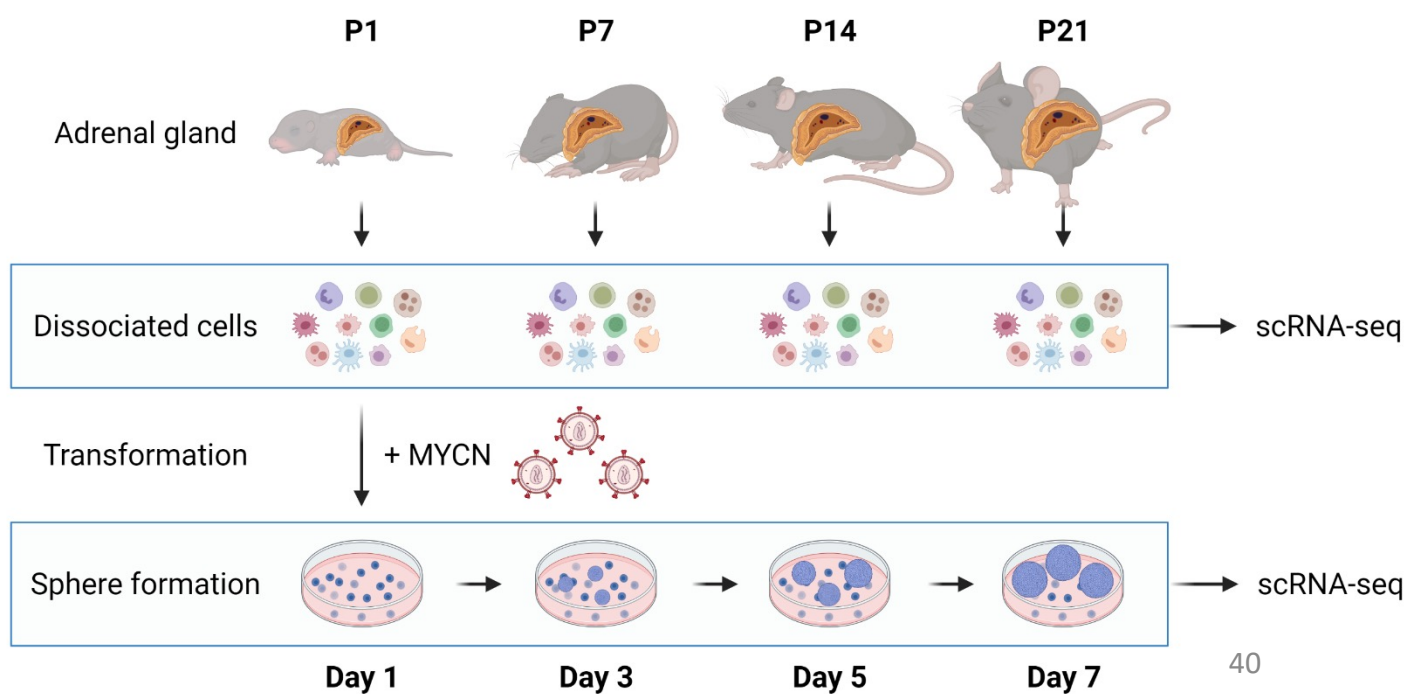 P1 P7 P14 P21
Adrenal gland
Dissociated cells
scRNA-seq
Transformation
+ MYCN
Sphere formation
scRNA-seq
Day 1 Day 3 Day 5 Day 7
40